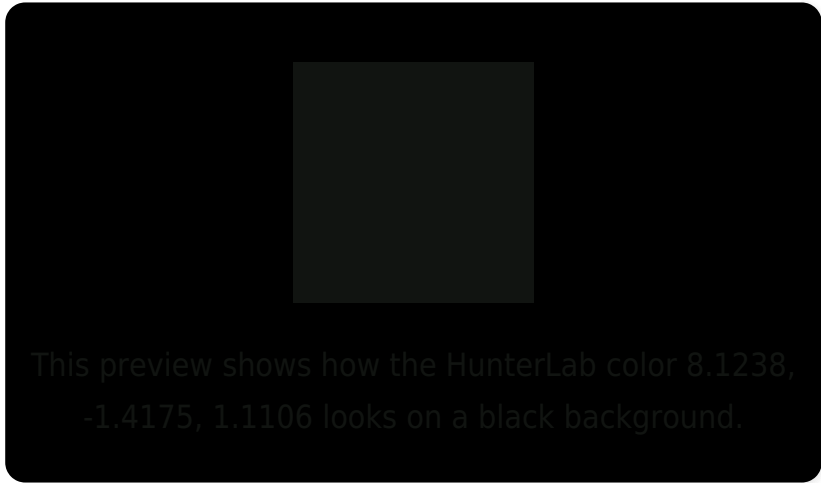 This preview shows how the HunterLab color 8.1238,
-1.4175, 1.1106 looks on a black background.